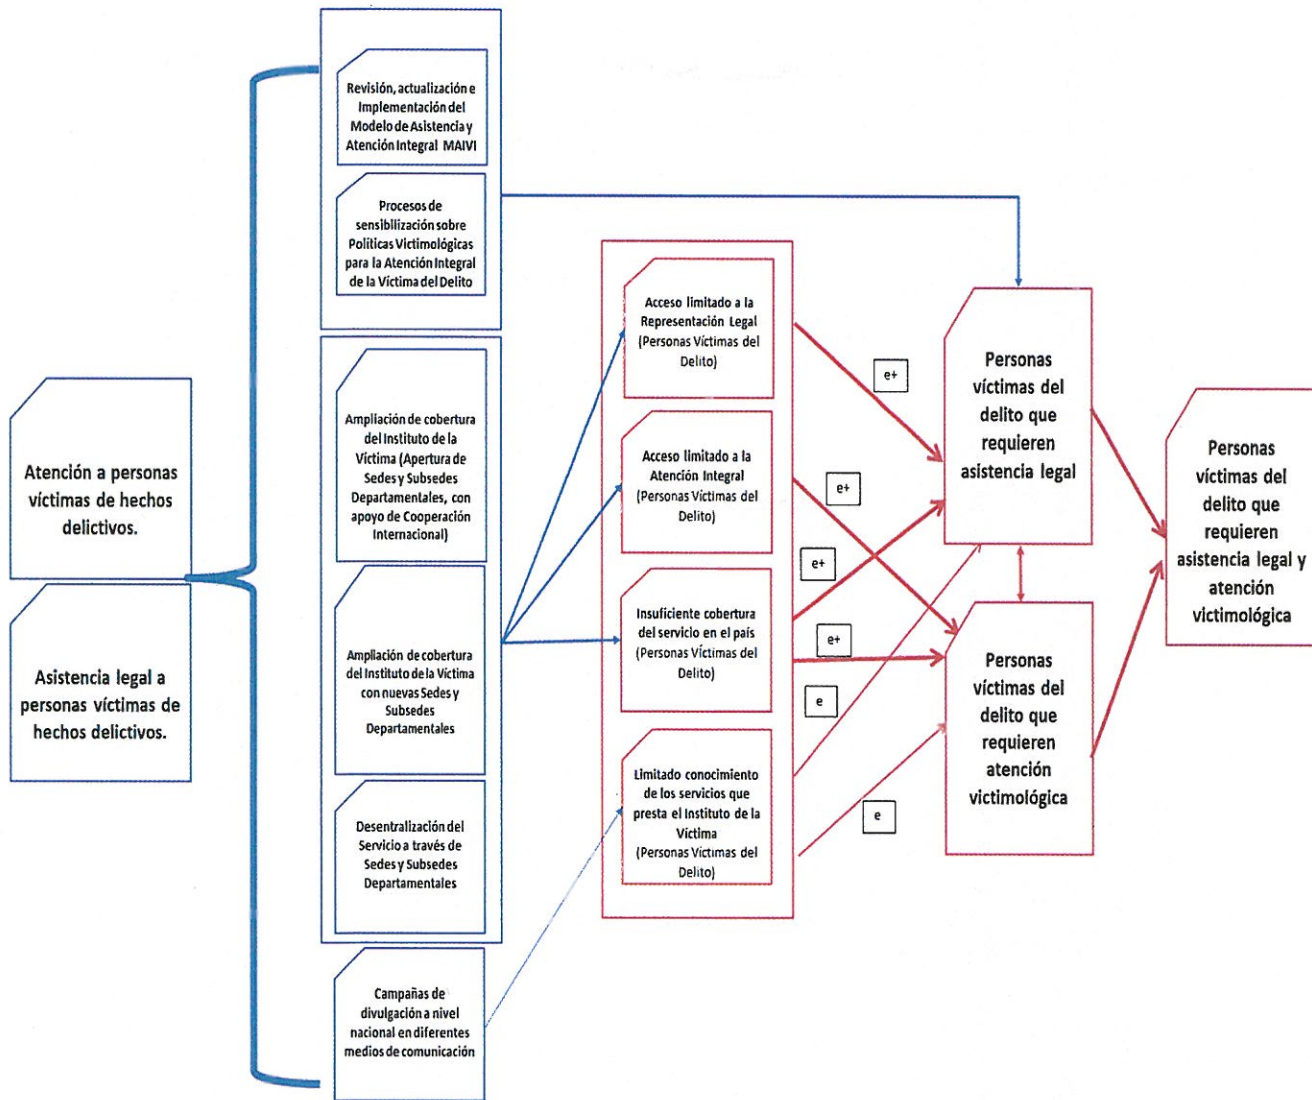 Atención a personas
víctimas de hechos
delictivos.
Asistencia legal a
personas víctimas de
hechos delictivos.
Revisión, actualización e
Implementación del
Modelo de Asistencia y
Atención Integral MAIVI
Procesos de
sensibilización sobre
Políticas Victimológicas
para la Atención Integral
de la Víctima del Delito
Ampliación de cobertura
del Instituto de la
Víctima (Apertura de
Sedes y Subsedes
Departamentales, con
apoyo de Cooperación
Internacional)
Ampliación de cobertura
del Instituto de la Víctima
con nuevas Sedes y
Subsedes
Departamentales
Desentralización del
Servicio a través de
Sedes y Subsedes
Departamentales
Campañas de
divulgación a nivel
nacional en diferentes
medios de comunicación
Acceso limitado a la
Representación Legal
(Personas Víctimas del
Delito)
Acceso limitado a la
Atención Integral
(Personas Víctimas del
Delito)
Insuficiente cobertura
del servicio en el país
(Personas Víctimas del
Delito)
Limitado conocimiento
de los servicios que
presta el Instituto de la
Víctima
(Personas Víctimas del
Delito)
e+
e+
e+
e+
e
e
Personas
víctimas del
delito que
requieren
asistencia legal
Personas
víctimas del
delito que
requieren
atención
victimológica
Personas
víctimas del
delito que
requieren
asistencia legal y
atención
victimológica